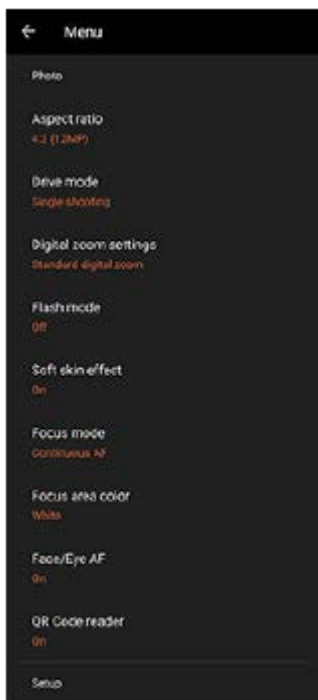 Menu
Photo
Aspect ratio
4:3 (12MP)
Drive mode
Single shooting
Digital zoom settings
Standard digital zoom
Flash mode
Off
Soft skin effect
On
Focus mode
Continuous AF
Focus area color
White
Face/Eye AF
On
QR Code reader
On
Setup